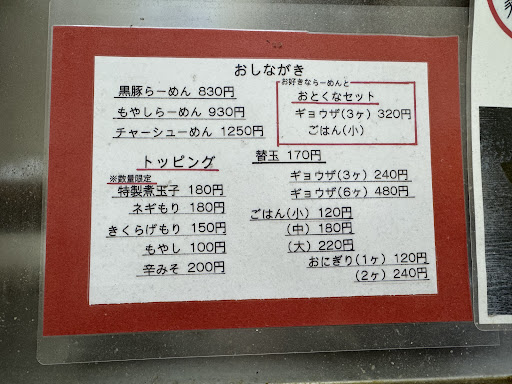 おしながき
黒豚らーめん 830円
もやしらーめん 930円
チャーシューめん 1250円
お好きならーめんと
おとくなセット
ギョウザ(3ヶ) 320円
ごはん(小)
トッピング
※数量限定
特製煮玉子 180円
ネギもり 180円
きくらげもり 150円
もやし 100円
辛みそ 200円
替玉 170円
ギョウザ(3ヶ) 240円
ギョウザ(6ヶ) 480円
ごはん(小) 120円
(中) 180円
(大) 220円
おにぎり(1ヶ) 120円
(2ヶ) 240円